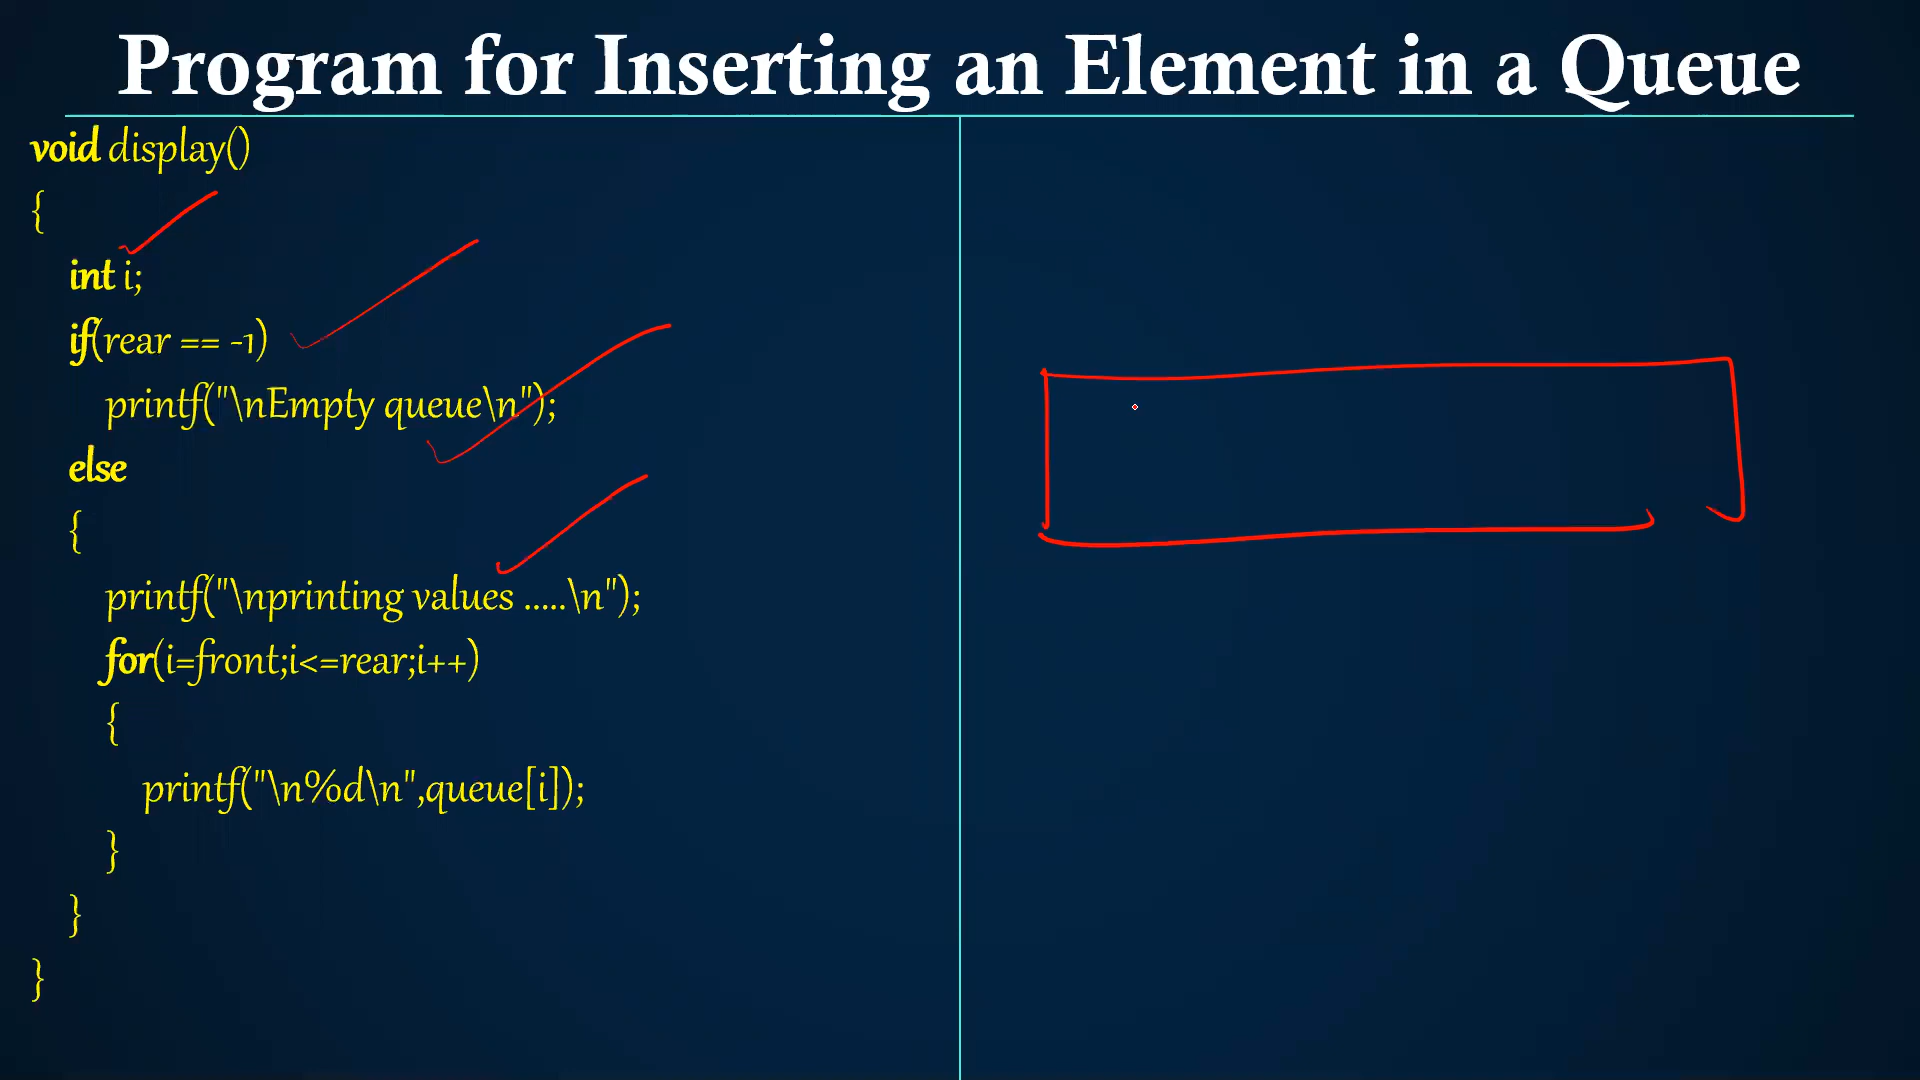 Program for Inserting an Element in a Queue
void display()
{
int i;
if(rear == -1)
printf("\nEmpty queue\n");
else
{
printf("\nprinting values .....\n");
for(i=front;i<=rear;i++)
{
printf("\n%d\n",queue[i]);
}
}
}